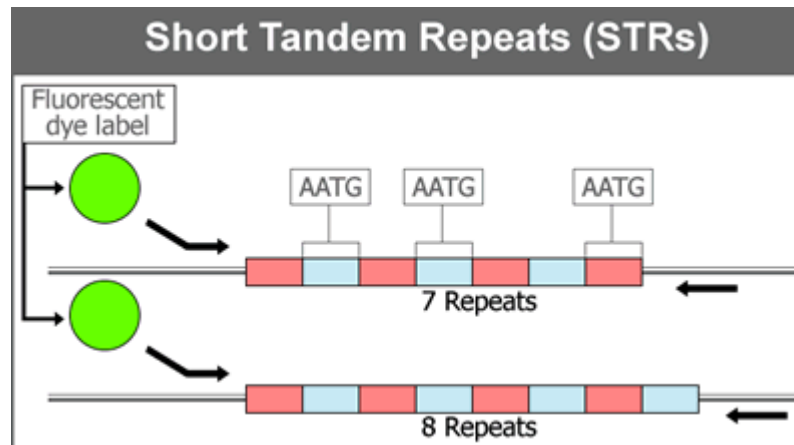 Short Tandem Repeats (STRs)
Fluorescent
dye label
AATG
AATG
AATG
7 Repeats
8 Repeats